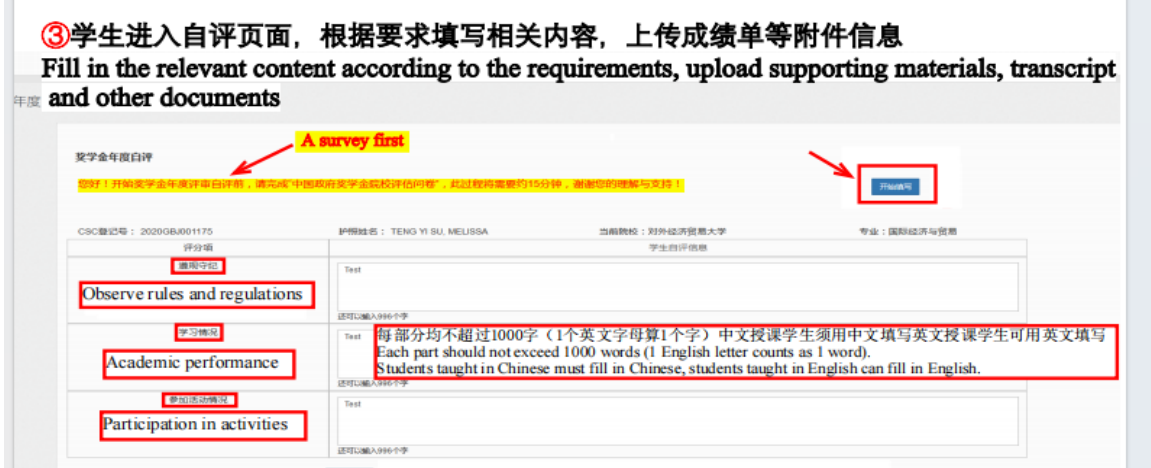 ③学生进入自评页面，根据要求填写相关内容，上传成绩单等附件信息
Fill in the relevant content according to the requirements, upload supporting materials, transcript
年度 and other documents
A survey first
奖学金年度自评
您好！开始奖学金年度评审自评前，请完成“中国政府奖学金院校评估问卷”，此过程将需要约15分钟，谢谢您的理解与支持！
开始填写
CSC登记号： 2020GBJ001175 护照姓名： TENG YI SU, MELISSA 当前院校：对外经济贸易大学 专业：国际经济与贸易
评分项 学生自评信息
遵规守纪 Test
Observe rules and regulations
还可以输入996个字
学习情况 Test 每部分均不超过1000字（1个英文字母算1个字）中文授课学生须用中文填写英文授课学生可用英文填写
Academic performance Each part should not exceed 1000 words (1 English letter counts as 1 word).
Students taught in Chinese must fill in Chinese, students taught in English can fill in English.
还可以输入996个字
参加活动情况 Test
Participation in activities
还可以输入996个字